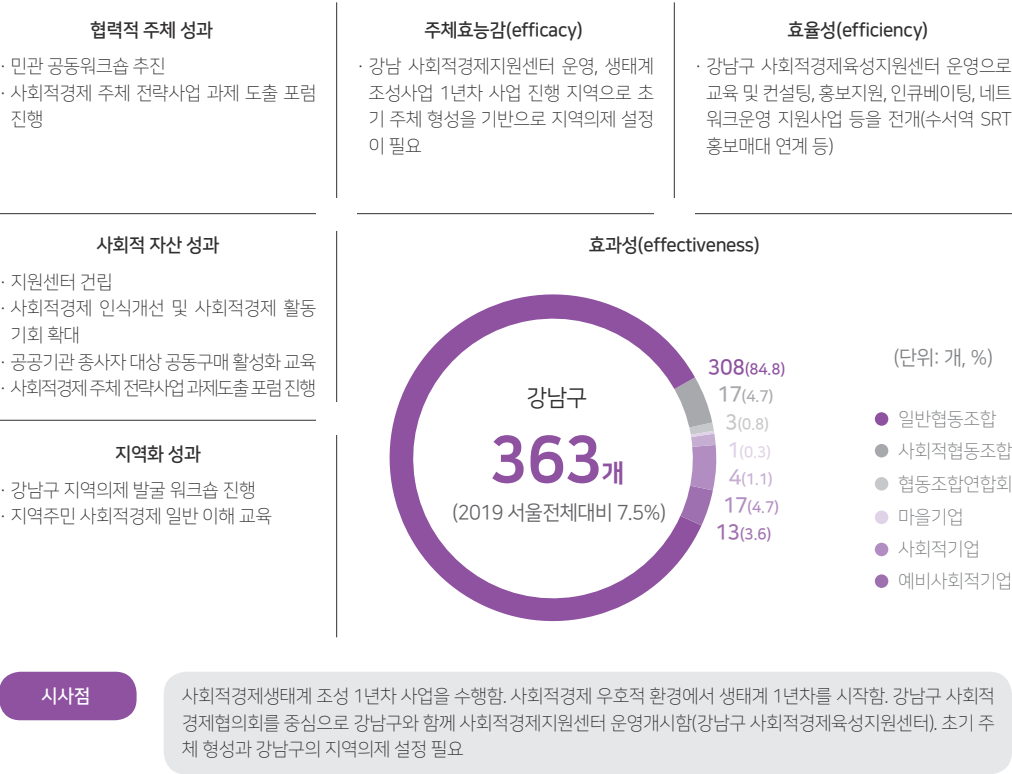 협력적 주체 성과
· 민관 공동워크숍 추진
· 사회적경제 주체 전략사업 과제 도출 포럼
진행
주체효능감(efficacy)
· 강남 사회적경제지원센터 운영, 생태계
조성사업 1년차 사업 진행 지역으로 초
기 주체 형성을 기반으로 지역의제 설정
이 필요
효율성(efficiency)
· 강남구 사회적경제육성지원센터 운영으로
교육 및 컨설팅, 홍보지원, 인큐베이팅, 네트
워크운영 지원사업 등을 전개(수서역 SRT
홍보매대 연계 등)
사회적 자산 성과
· 지원센터 건립
· 사회적경제 인식개선 및 사회적경제 활동
기회 확대
· 공공기관 종사자 대상 공동구매 활성화 교육
· 사회적경제 주체 전략사업 과제도출 포럼 진행
지역화 성과
· 강남구 지역의제 발굴 워크숍 진행
· 지역주민 사회적경제 일반 이해 교육
효과성(effectiveness)
강남구
363개
(2019 서울전체대비 7.5%)
308(84.8)
17(4.7)
3(0.8)
1(0.3)
4(1.1)
17(4.7)
13(3.6)
(단위: 개, %)
일반협동조합
사회적협동조합
협동조합연합회
마을기업
사회적기업
예비사회적기업
시사점
사회적경제생태계 조성 1년차 사업을 수행함. 사회적경제 우호적 환경에서 생태계 1년차를 시작함. 강남구 사회적
경제협의회를 중심으로 강남구와 함께 사회적경제지원센터 운영개시함(강남구 사회적경제육성지원센터). 초기 주
체 형성과 강남구의 지역의제 설정 필요